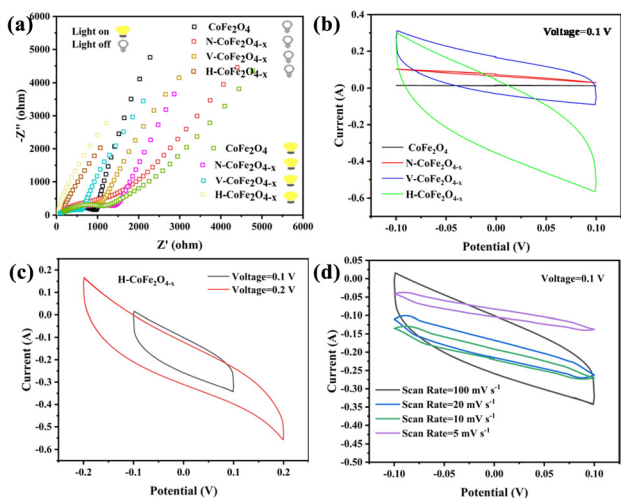 (a)
Light on
Light off
CoFe₂O₄
N-CoFe₂O₄₋ₓ
V-CoFe₂O₄₋ₓ
H-CoFe₂O₄₋ₓ
CoFe₂O₄
N-CoFe₂O₄₋ₓ
V-CoFe₂O₄₋ₓ
H-CoFe₂O₄₋ₓ
6000
5000
4000
3000
2000
1000
0
-Z'' (ohm)
0 1000 2000 3000 4000 5000 6000
Z' (ohm)
(b)
Voltage=0.1 V
0.4
0.2
0.0
-0.2
-0.4
-0.6
Current (A)
CoFe₂O₄
N-CoFe₂O₄₋ₓ
V-CoFe₂O₄₋ₓ
H-CoFe₂O₄₋ₓ
-0.10 -0.05 0.00 0.05 0.10
Potential (V)
(c)
H-CoFe₂O₄₋ₓ
Voltage=0.1 V
Voltage=0.2 V
0.2
0.1
0.0
-0.1
-0.2
-0.3
-0.4
-0.5
-0.6
Current (A)
-0.2 -0.1 0.0 0.1 0.2
Potential (V)
(d)
Voltage=0.1 V
0.05
0.00
-0.05
-0.10
-0.15
-0.20
-0.25
-0.30
-0.35
-0.40
-0.45
-0.50
Current (A)
Scan Rate=100 mV s⁻¹
Scan Rate=20 mV s⁻¹
Scan Rate=10 mV s⁻¹
Scan Rate=5 mV s⁻¹
-0.10 -0.05 0.00 0.05 0.10
Potential (V)